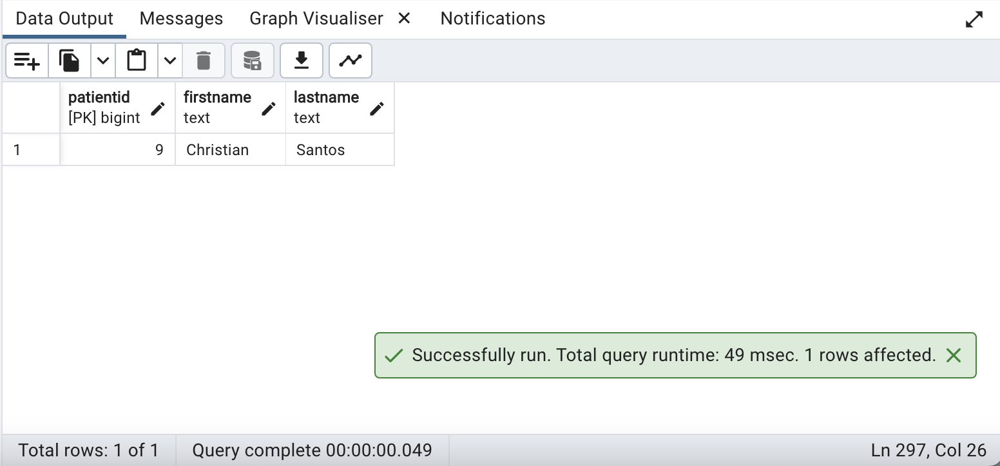 Data Output Messages Graph Visualiser Notifications
patientid firstname lastname
[PK] bigint text text
1 9 Christian Santos
Successfully run. Total query runtime: 49 msec. 1 rows affected.
Total rows: 1 of 1 Query complete 00:00:00.049 Ln 297, Col 26